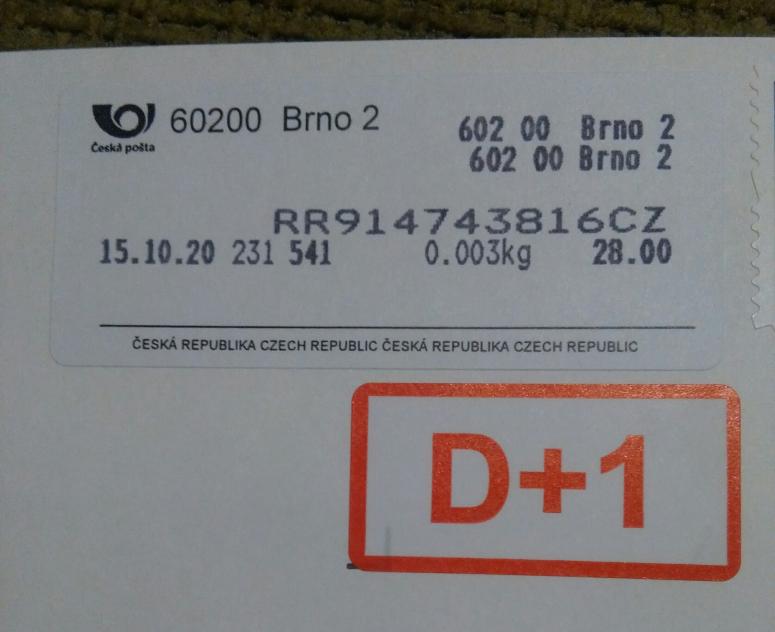 Česká pošta
60200 Brno 2
602 00 Brno 2
602 00 Brno 2
RR914743816CZ
15.10.20 231 541 0.003kg 28.00
ČESKÁ REPUBLIKA CZECH REPUBLIC ČESKÁ REPUBLIKA CZECH REPUBLIC
D+1